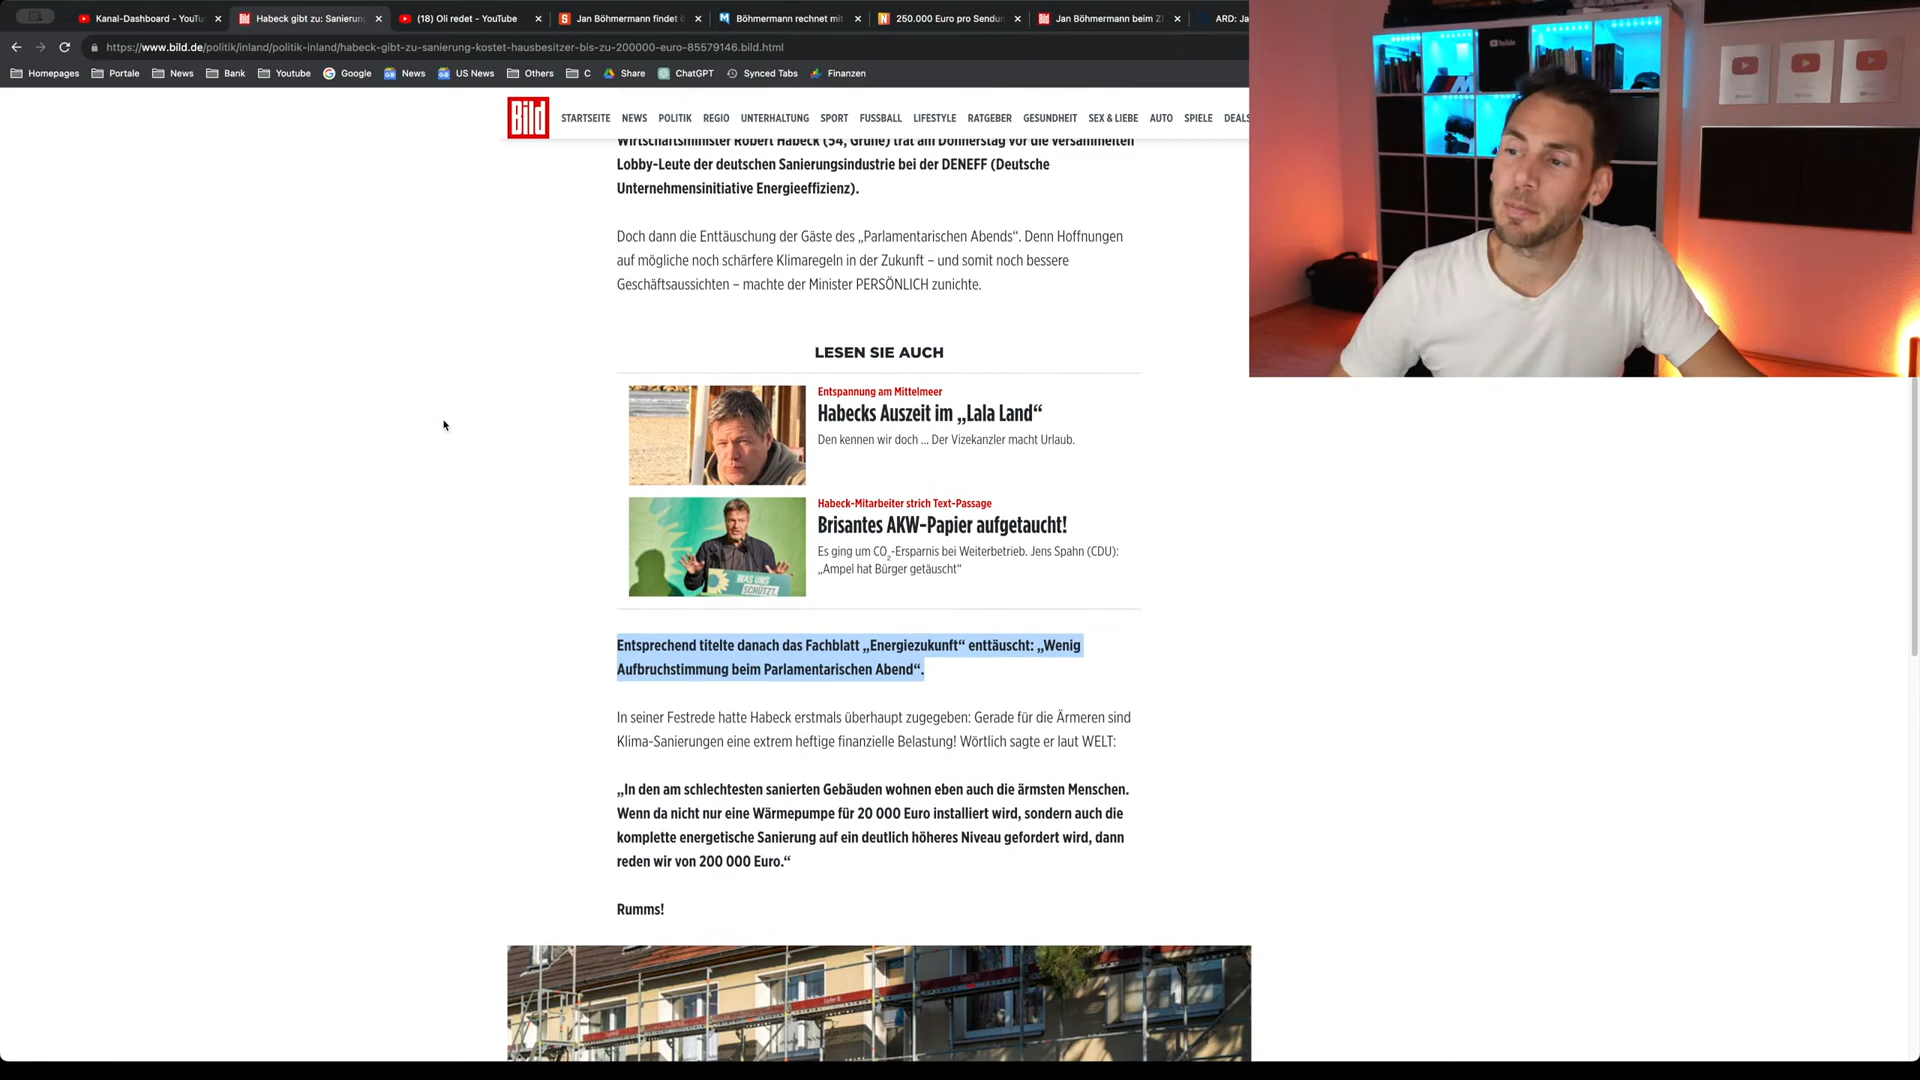 Kanal-Dashboard - YouTu
Habeck gibt zu: Sanierun
(18) Oli redet - YouTube
Jan Böhmermann findet
Böhmermann rechnet mit
250.000 Euro pro Sendun
Jan Böhmermann beim Z
ARD: Ja
https://www.bild.de/politik/inland/politik-inland/habeck-gibt-zu-sanierung-kostet-hausbesitzer-bis-zu-200000-euro-85579146.bild.html
Homepages Portale News Bank Youtube Google News US News Others C Share ChatGPT Synced Tabs Finanzen
Bild STARTSEITE NEWS POLITIK REGIO UNTERHALTUNG SPORT FUSSBALL LIFESTYLE RATGEBER GESUNDHEIT SEX & LIEBE AUTO SPIELE DEALS
Wirtschaftsminister Robert Habeck (54, Grüne) trat am Donnerstag vor die versammelten
Lobby-Leute der deutschen Sanierungsindustrie bei der DENEFF (Deutsche
Unternehmensinitiative Energieeffizienz).
Doch dann die Enttäuschung der Gäste des „Parlamentarischen Abends“. Denn Hoffnungen
auf mögliche noch schärfere Klimaregeln in der Zukunft – und somit noch bessere
Geschäftsaussichten – machte der Minister PERSÖNLICH zunichte.
LESEN SIE AUCH
Entspannung am Mittelmeer
Habecks Auszeit im „Lala Land“
Den kennen wir doch ... Der Vizekanzler macht Urlaub.
Habeck-Mitarbeiter strich Text-Passage
Brisantes AKW-Papier aufgetaucht!
Es ging um CO₂-Ersparnis bei Weiterbetrieb. Jens Spahn (CDU):
„Ampel hat Bürger getäuscht“
WAS UNS
SCHÜTZT.
Entsprechend titelte danach das Fachblatt „Energiezukunft“ enttäuscht: „Wenig
Aufbruchstimmung beim Parlamentarischen Abend“.
In seiner Festrede hatte Habeck erstmals überhaupt zugegeben: Gerade für die Ärmeren sind
Klima-Sanierungen eine extrem heftige finanzielle Belastung! Wörtlich sagte er laut WELT:
„In den am schlechtesten sanierten Gebäuden wohnen eben auch die ärmsten Menschen.
Wenn da nicht nur eine Wärmepumpe für 20 000 Euro installiert wird, sondern auch die
komplette energetische Sanierung auf ein deutlich höheres Niveau gefordert wird, dann
reden wir von 200 000 Euro.“
Rumms!